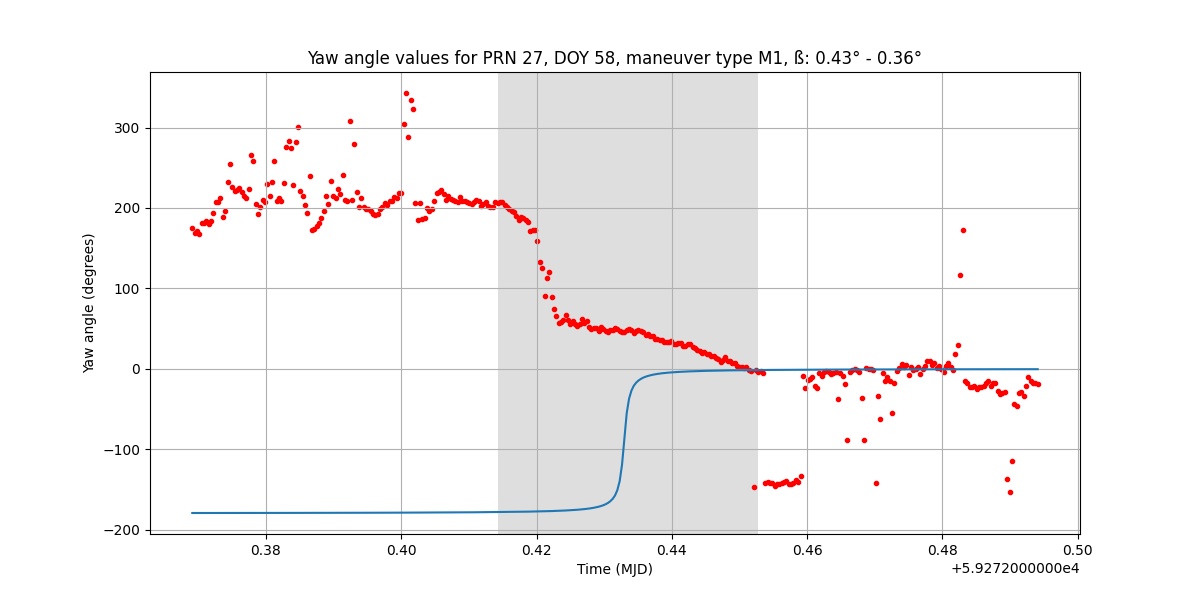 Yaw angle values for PRN 27, DOY 58, maneuver type M1, ß: 0.43° - 0.36°
Yaw angle (degrees)
300
200
100
0
−100
−200
0.38 0.40 0.42 0.44 0.46 0.48 0.50
Time (MJD)
+5.9272000000e4